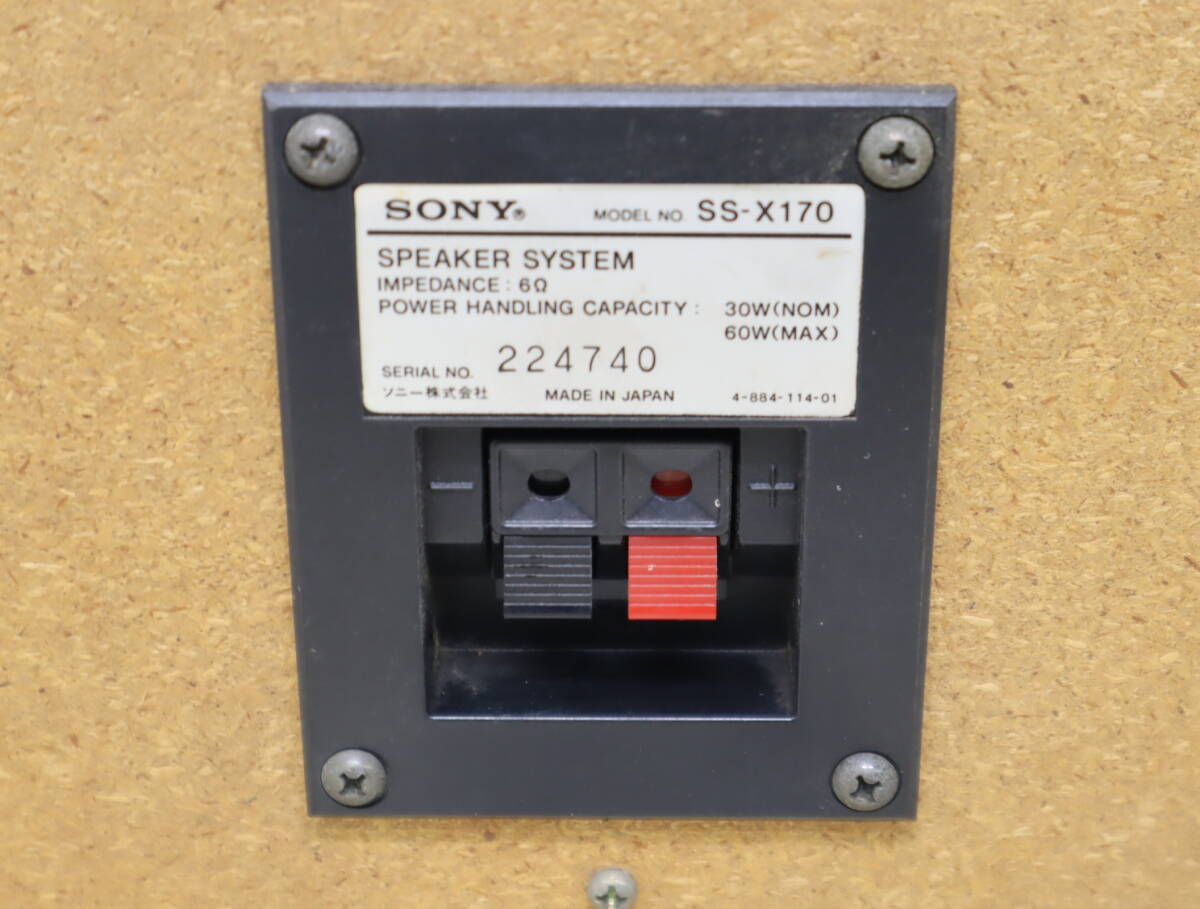 SONY® MODEL NO. SS-X170
SPEAKER SYSTEM
IMPEDANCE : 6Ω
POWER HANDLING CAPACITY : 30W(NOM)
60W(MAX)
SERIAL NO. 224740
ソニー株式会社 MADE IN JAPAN 4-884-114-01
− +